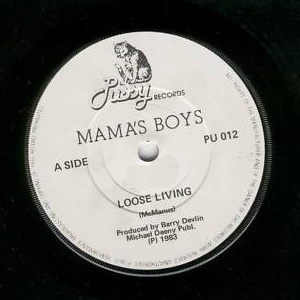 Pussy
RECORDS
MAMA'S BOYS
A SIDE
PU 012
LOOSE LIVING
(McManus)
Produced by Barry Devlin
Michael Deeny Publ.
(P) 1983